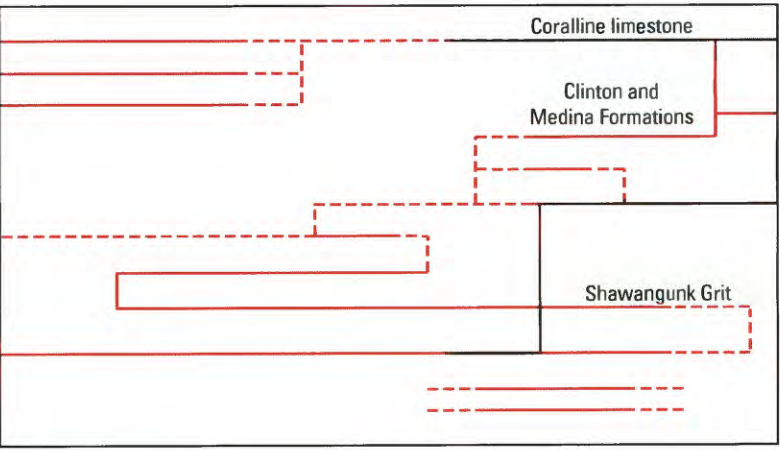 Coralline limestone
Clinton and
Medina Formations
Shawangunk Grit